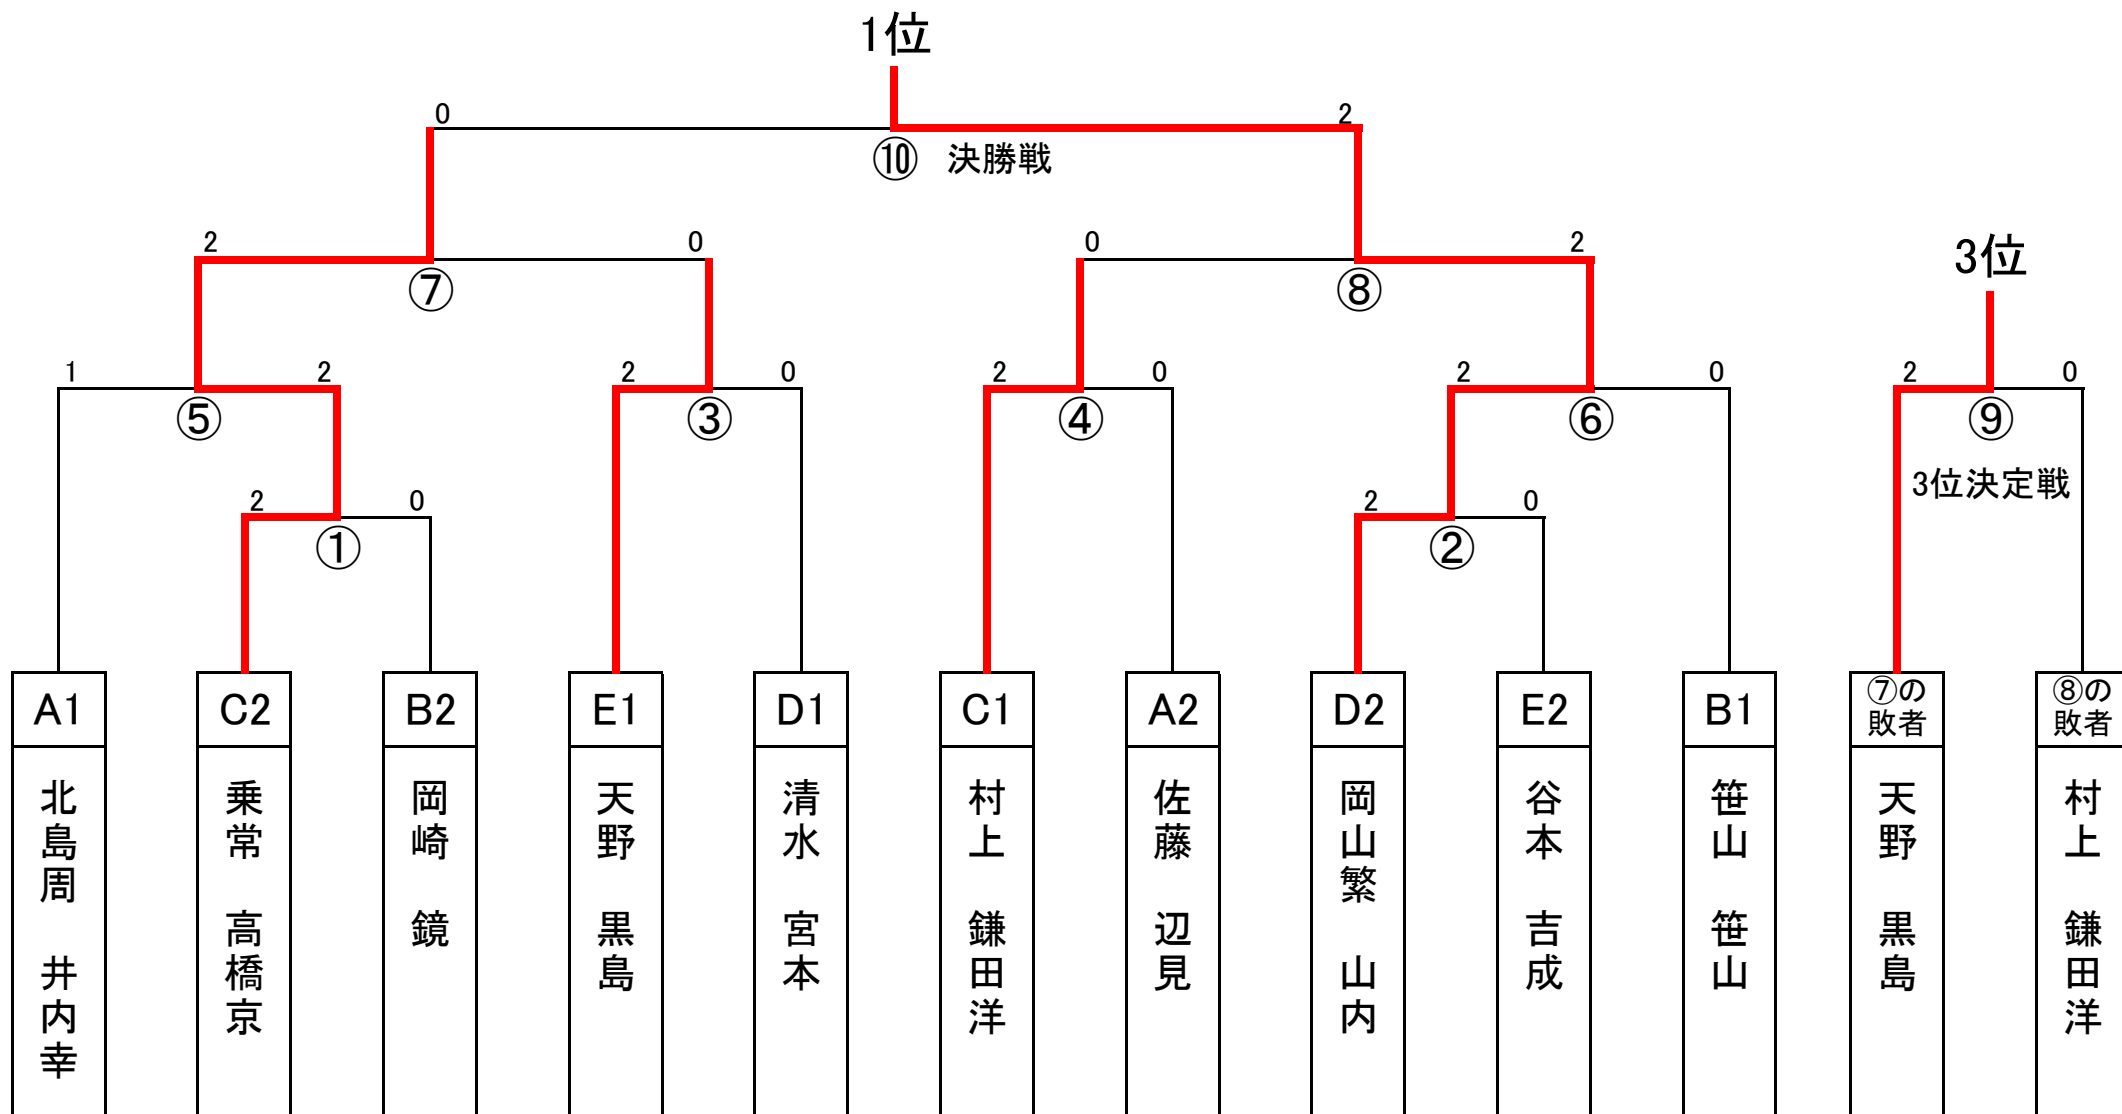 1位
0 2
⑩ 決勝戦
2 0 0 2
3位
⑦ ⑧
1 2 2 0 2 0 2 0 2 0
⑤ ③ ④ ⑥ ⑨
3位決定戦
2 0 2 0
① ②
A1 C2 B2 E1 D1 C1 A2 D2 E2 B1 ⑦の敗者 ⑧の敗者
北島周 井内幸
乗常 高橋京
岡崎 鏡
天野 黒島
清水 宮本
村上 鎌田洋
佐藤 辺見
岡山繁 山内
谷本 吉成
笹山 笹山
天野 黒島
村上 鎌田洋